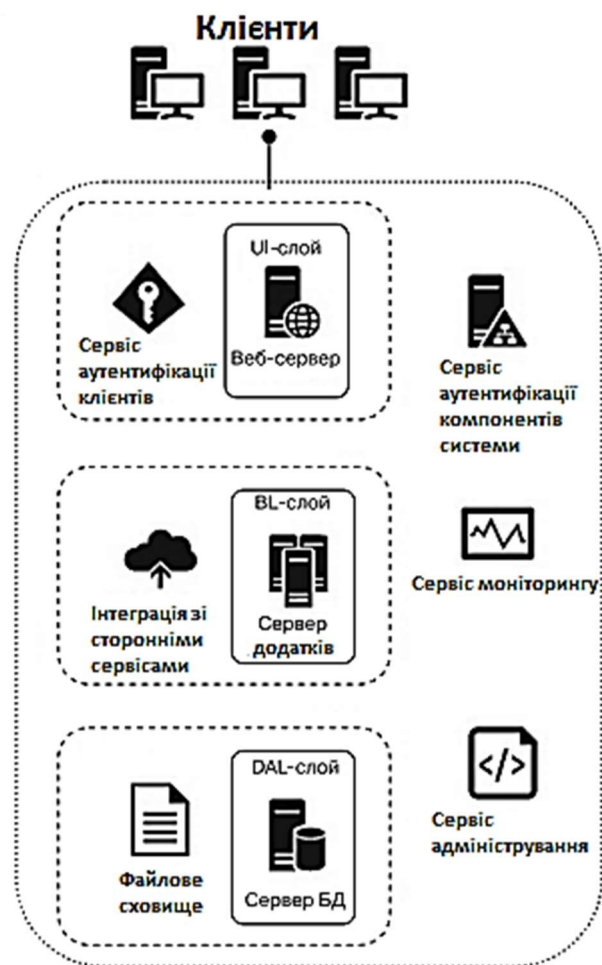 Клієнти
UI-слой
Веб-сервер
Сервіс
аутентифікації
клієнтів
Сервіс
аутентифікації
компонентів
системи
BL-слой
Сервер
додатків
Інтеграція зі
сторонніми
сервісами
Сервіс моніторингу
DAL-слой
Сервер БД
Файлове
сховище
Сервіс
адміністрування